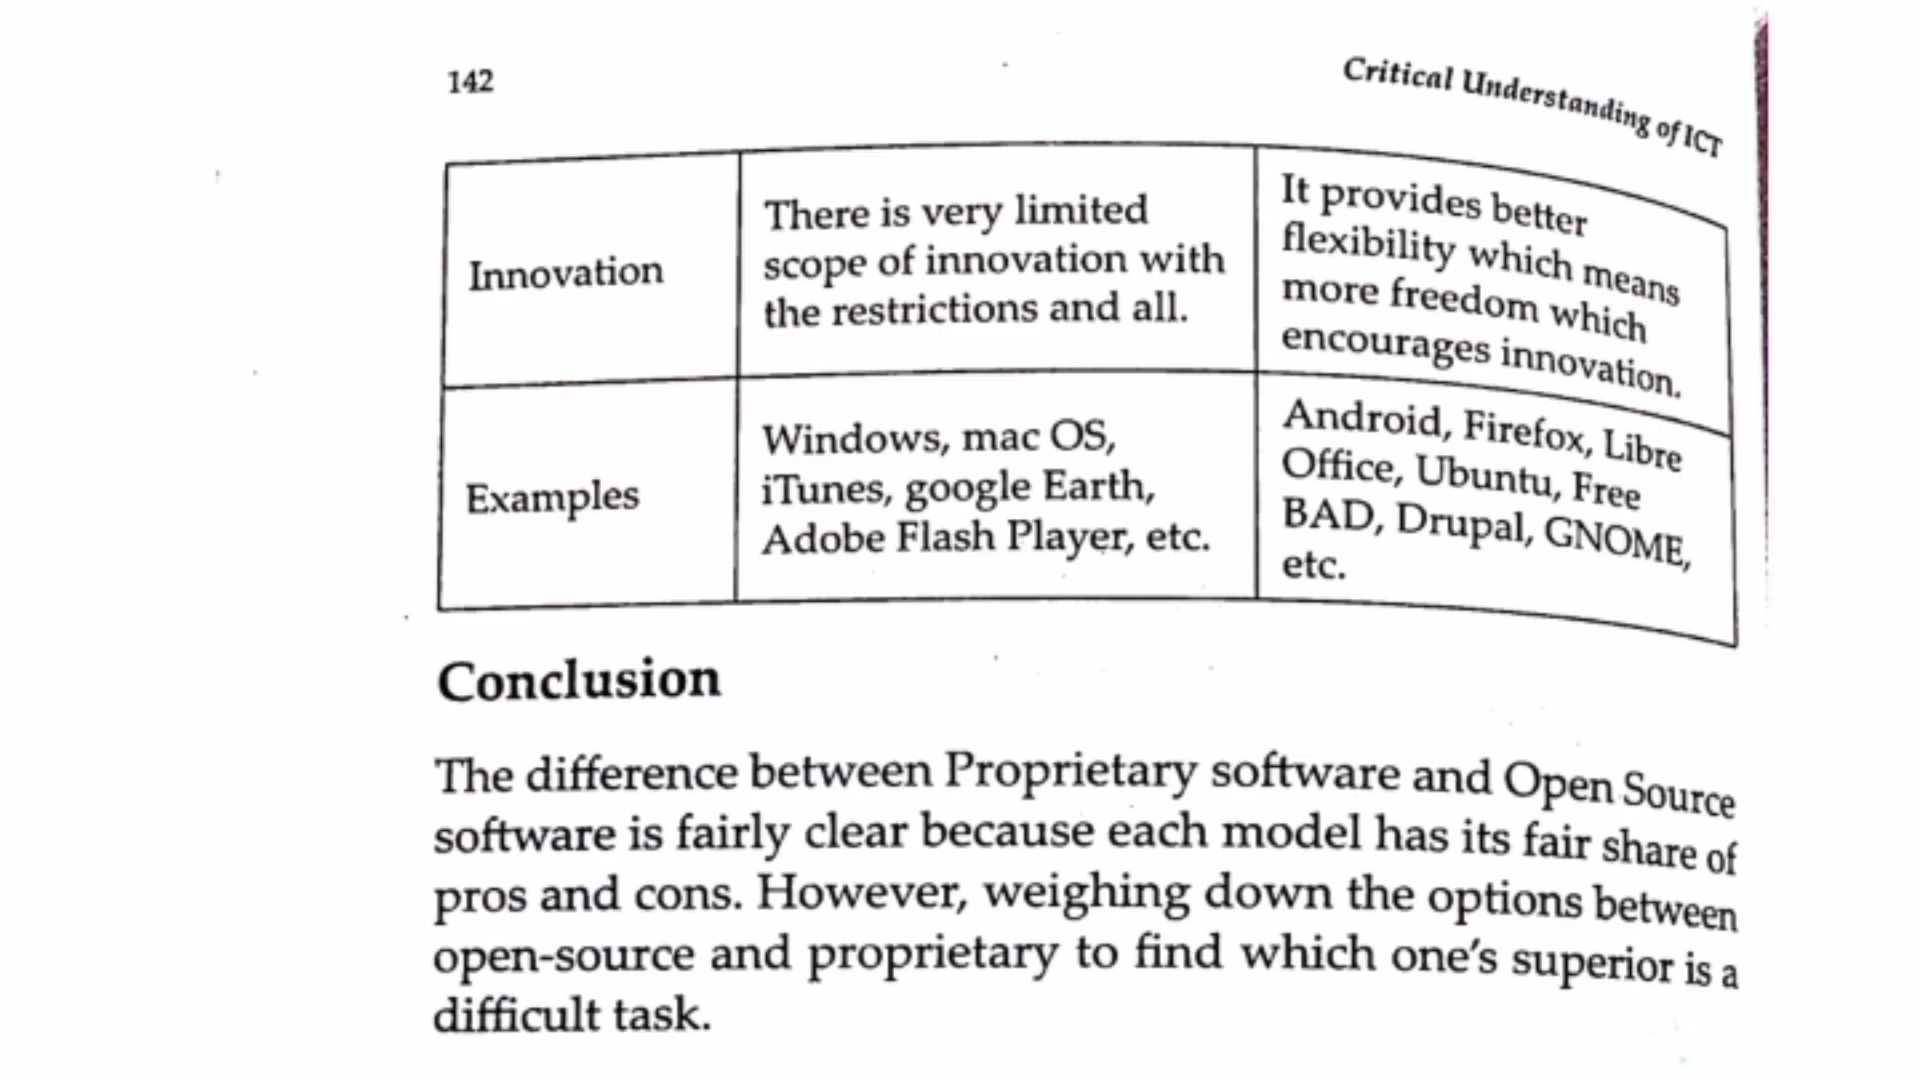 142
Critical Understanding of ICT
Innovation
There is very limited
scope of innovation with
the restrictions and all.
It provides better
flexibility which means
more freedom which
encourages innovation.
Examples
Windows, mac OS,
iTunes, google Earth,
Adobe Flash Player, etc.
Android, Firefox, Libre
Office, Ubuntu, Free
BAD, Drupal, GNOME,
etc.
Conclusion
The difference between Proprietary software and Open Source
software is fairly clear because each model has its fair share of
pros and cons. However, weighing down the options between
open-source and proprietary to find which one's superior is a
difficult task.